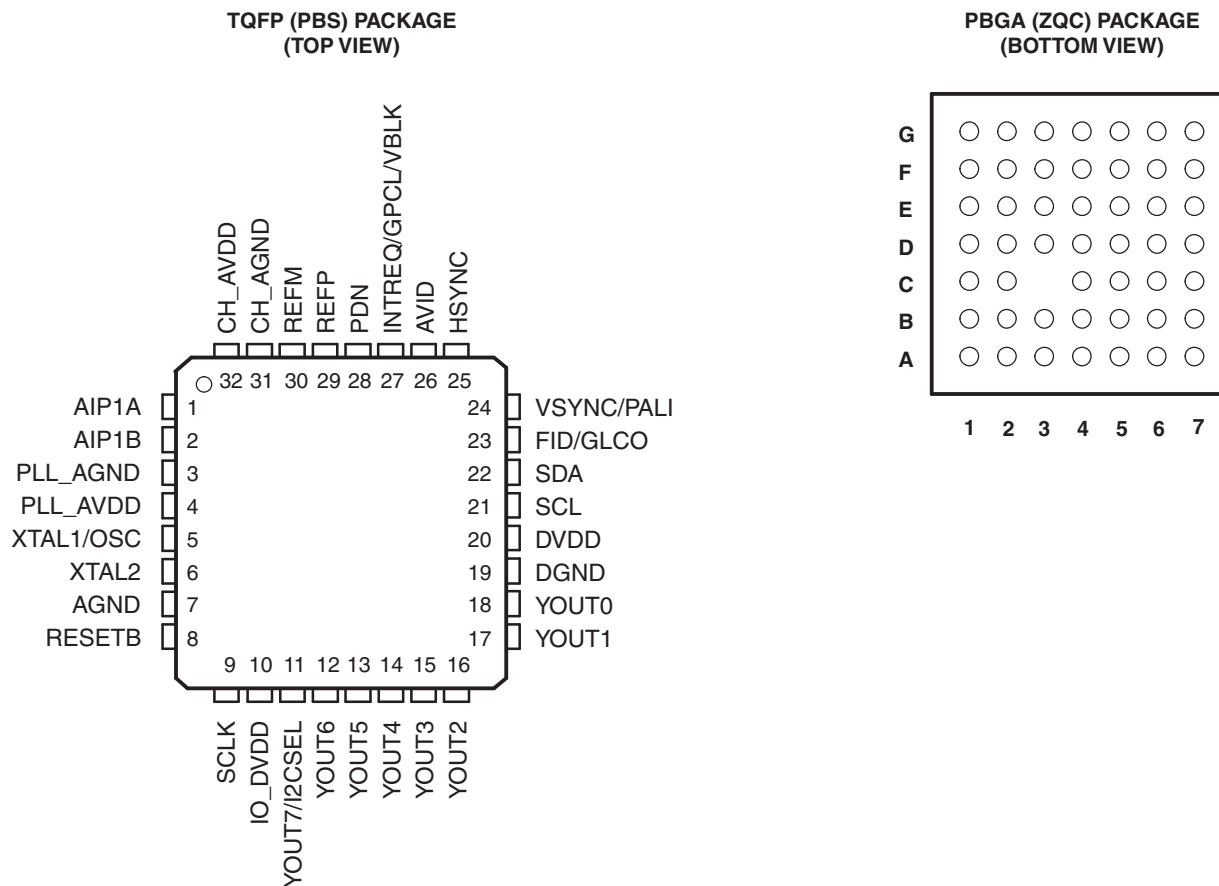 TQFP (PBS) PACKAGE
(TOP VIEW)
CH_AVDD
CH_AGND
REFM
REFP
PDN
INTREQ/GPCL/VBLK
AVID
HSYNC
32 31 30 29 28 27 26 25
AIP1A 1
AIP1B 2
PLL_AGND 3
PLL_AVDD 4
XTAL1/OSC 5
XTAL2 6
AGND 7
RESETB 8
24 VSYNC/PALI
23 FID/GLCO
22 SDA
21 SCL
20 DVDD
19 DGND
18 YOUT0
17 YOUT1
9 10 11 12 13 14 15 16
SCLK
IO_DVDD
YOUT7/I2CSEL
YOUT6
YOUT5
YOUT4
YOUT3
YOUT2
PBGA (ZQC) PACKAGE
(BOTTOM VIEW)
G
F
E
D
C
B
A
1 2 3 4 5 6 7